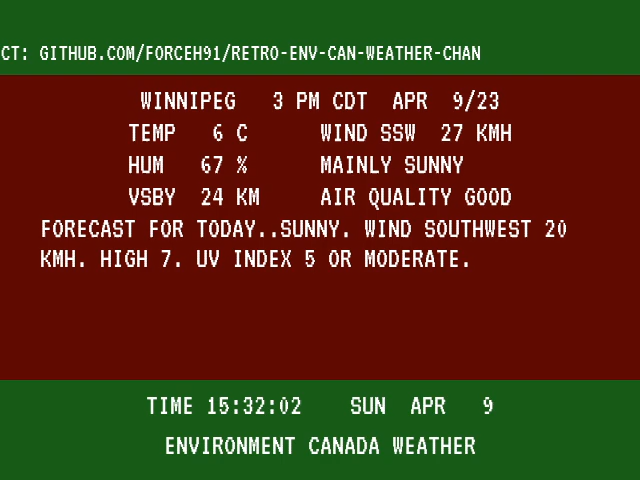 CT: GITHUB.COM/FORCEH91/RETRO-ENV-CAN-WEATHER-CHAN
WINNIPEG 3 PM CDT APR 9/23
TEMP 6 C WIND SSW 27 KMH
HUM 67 % MAINLY SUNNY
VSBY 24 KM AIR QUALITY GOOD
FORECAST FOR TODAY..SUNNY. WIND SOUTHWEST 20
KMH. HIGH 7. UV INDEX 5 OR MODERATE.
TIME 15:32:02 SUN APR 9
ENVIRONMENT CANADA WEATHER